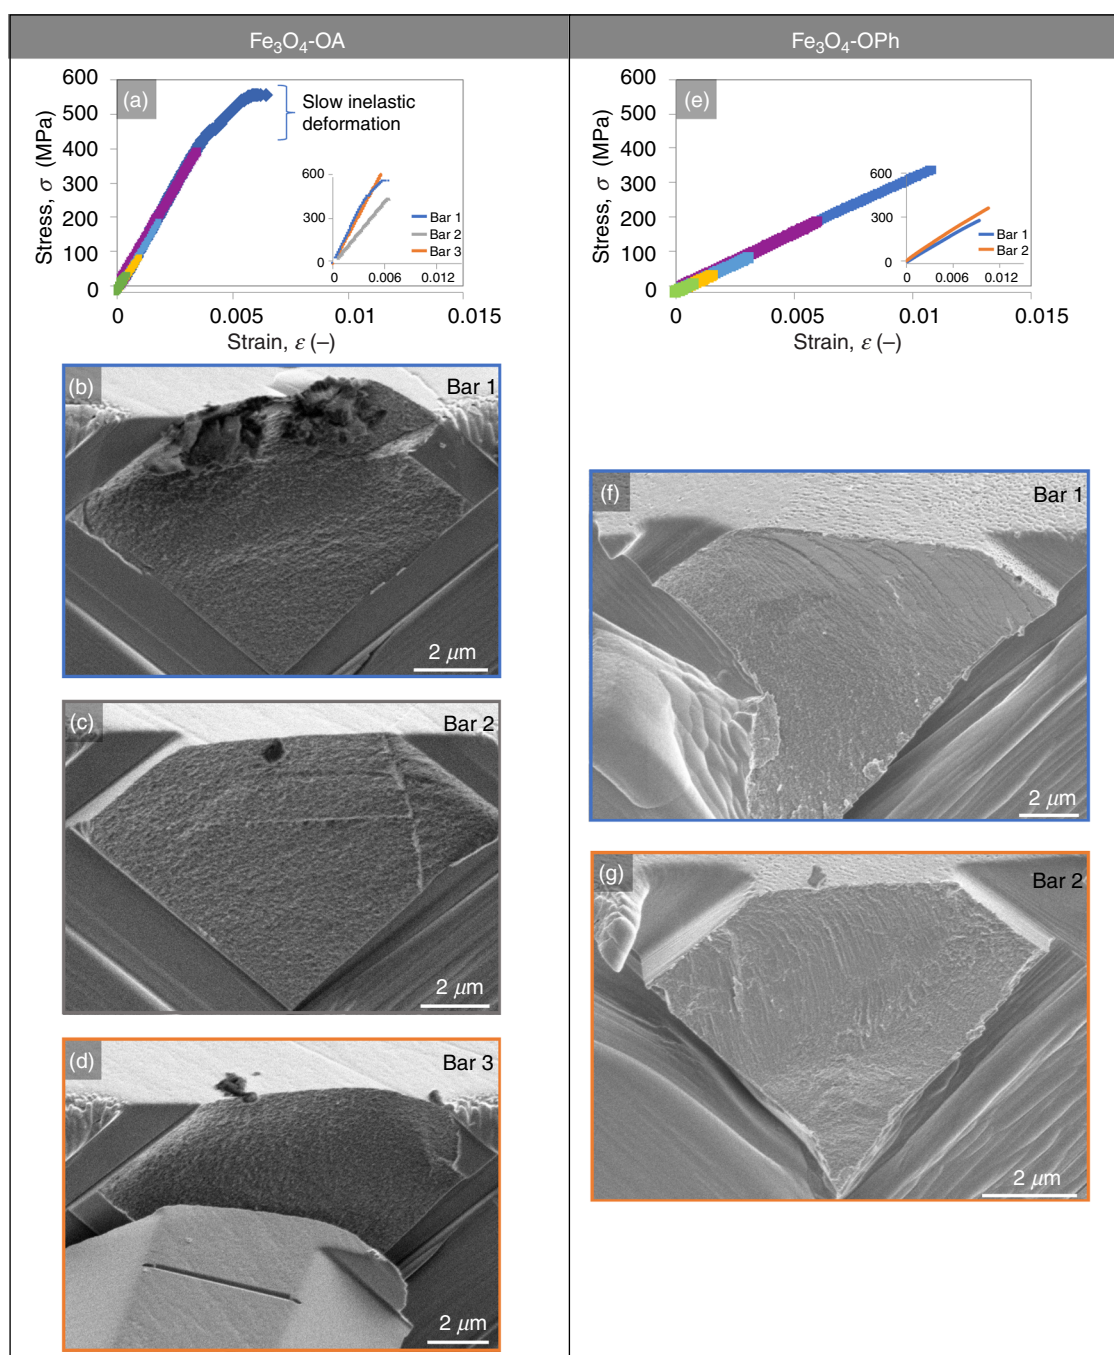 Fe3O4-OA
Fe3O4-OPh
(a)
600
500
400
300
200
100
0
Stress, σ (MPa)
0
0.005
0.01
0.015
Strain, ε (–)
Slow inelastic
deformation
600
300
0
0
0.006
0.012
Bar 1
Bar 2
Bar 3
(e)
600
500
400
300
200
100
0
Stress, σ (MPa)
0
0.005
0.01
0.015
Strain, ε (–)
600
300
0
0
0.006
0.012
Bar 1
Bar 2
(b)
Bar 1
2 μm
(c)
Bar 2
2 μm
(d)
Bar 3
2 μm
(f)
Bar 1
2 μm
(g)
Bar 2
2 μm